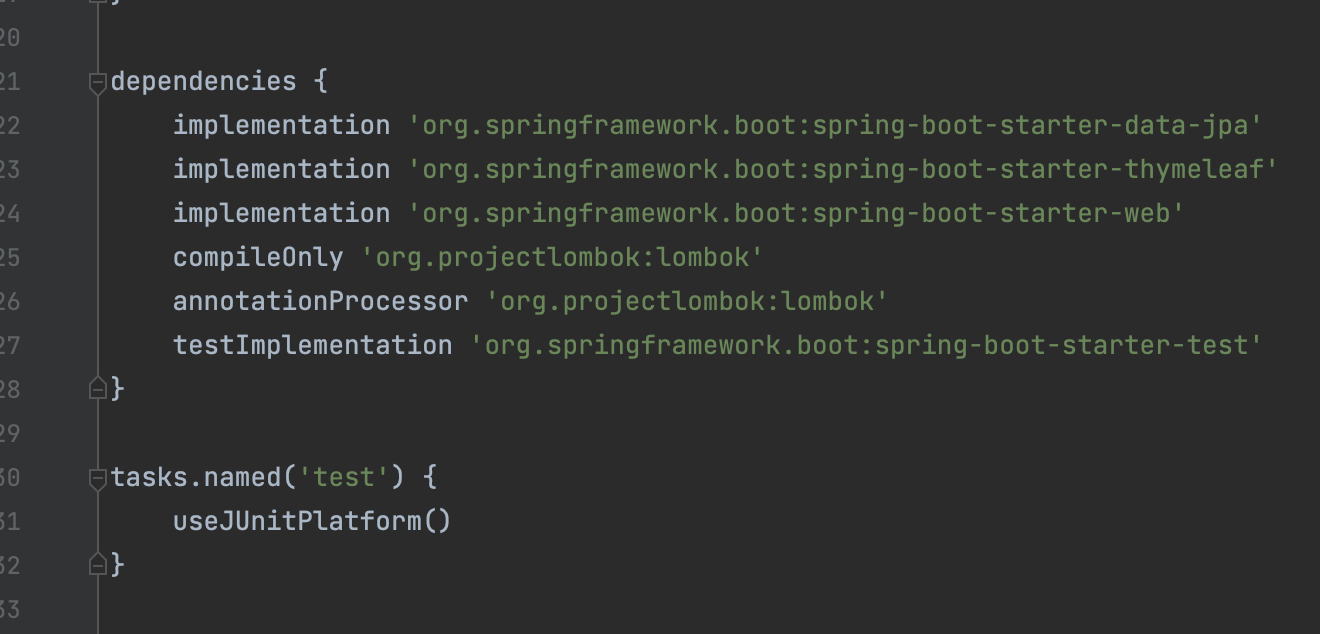 20
21 dependencies {
22 implementation 'org.springframework.boot:spring-boot-starter-data-jpa'
23 implementation 'org.springframework.boot:spring-boot-starter-thymeleaf'
24 implementation 'org.springframework.boot:spring-boot-starter-web'
25 compileOnly 'org.projectlombok:lombok'
26 annotationProcessor 'org.projectlombok:lombok'
27 testImplementation 'org.springframework.boot:spring-boot-starter-test'
28 }
29
30 tasks.named('test') {
31 useJUnitPlatform()
32 }
33